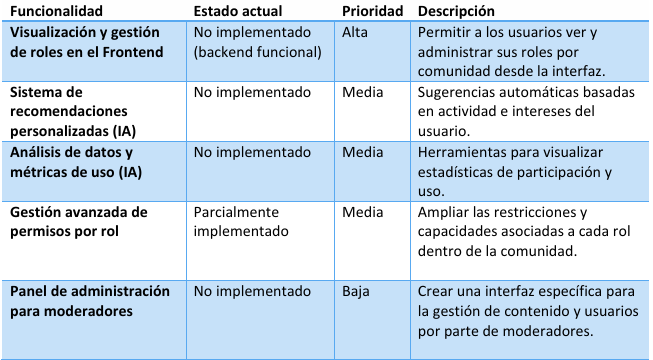 Funcionalidad Estado actual Prioridad Descripción
Visualización y gestión de roles en el Frontend No implementado (backend funcional) Alta Permitir a los usuarios ver y administrar sus roles por comunidad desde la interfaz.
Sistema de recomendaciones personalizadas (IA) No implementado Media Sugerencias automáticas basadas en actividad e intereses del usuario.
Análisis de datos y métricas de uso (IA) No implementado Media Herramientas para visualizar estadísticas de participación y uso.
Gestión avanzada de permisos por rol Parcialmente implementado Media Ampliar las restricciones y capacidades asociadas a cada rol dentro de la comunidad.
Panel de administración para moderadores No implementado Baja Crear una interfaz específica para la gestión de contenido y usuarios por parte de moderadores.